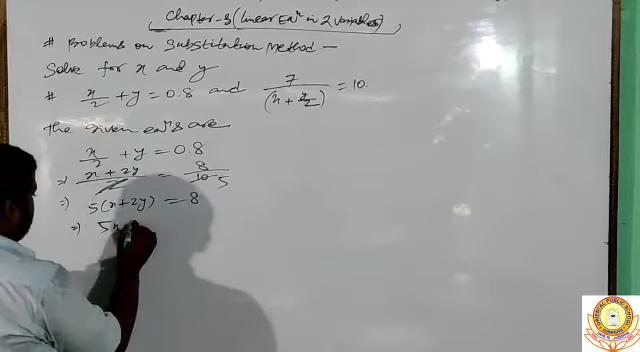 Chapter-3 (Linear Eqn in 2 variables)
# Problems on Substitution Method —
Solve for x and y
# x/2 + y = 0.8 and 7/(x + y/2) = 10.
The given eqns are
x/2 + y = 0.8
=> x + 2y / 2 = 8 / 10 5
=> 5(x+2y) = 8
=> 5x